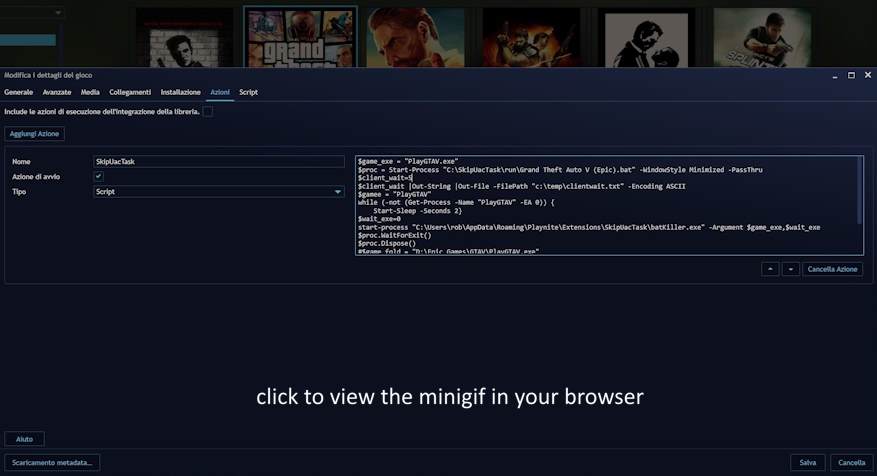 grand
Modifica i dettagli del gioco
Generale Avanzate Media Collegamenti Installazione Azioni Script
Include le azioni di esecuzione dell'integrazione della libreria.
Aggiungi Azione
Nome SkipUacTask
Azione di avvio
Tipo Script
$game_exe = "PlayGTAV.exe"
$proc = Start-Process "C:\SkipUacTask\run\Grand Theft Auto V (Epic).bat" -WindowStyle Minimized -PassThru
$client_wait=5
$client_wait |Out-String |Out-File -FilePath "c:\temp\clientwait.txt" -Encoding ASCII
$gamee = "PlayGTAV"
while (-not (Get-Process -Name "PlayGTAV" -EA 0)) {
Start-Sleep -Seconds 2}
$wait_exe=0
start-process "C:\Users\rob\AppData\Roaming\Playnite\Extensions\SkipUacTask\batKiller.exe" -Argument $game_exe,$wait_exe
$proc.WaitForExit()
$proc.Dispose()
#$game_fold = "D:\Epic Games\GTAV\PlayGTAV.exe"
Cancella Azione
click to view the minigif in your browser
Aiuto
Scaricamento metadata...
Salva Cancella